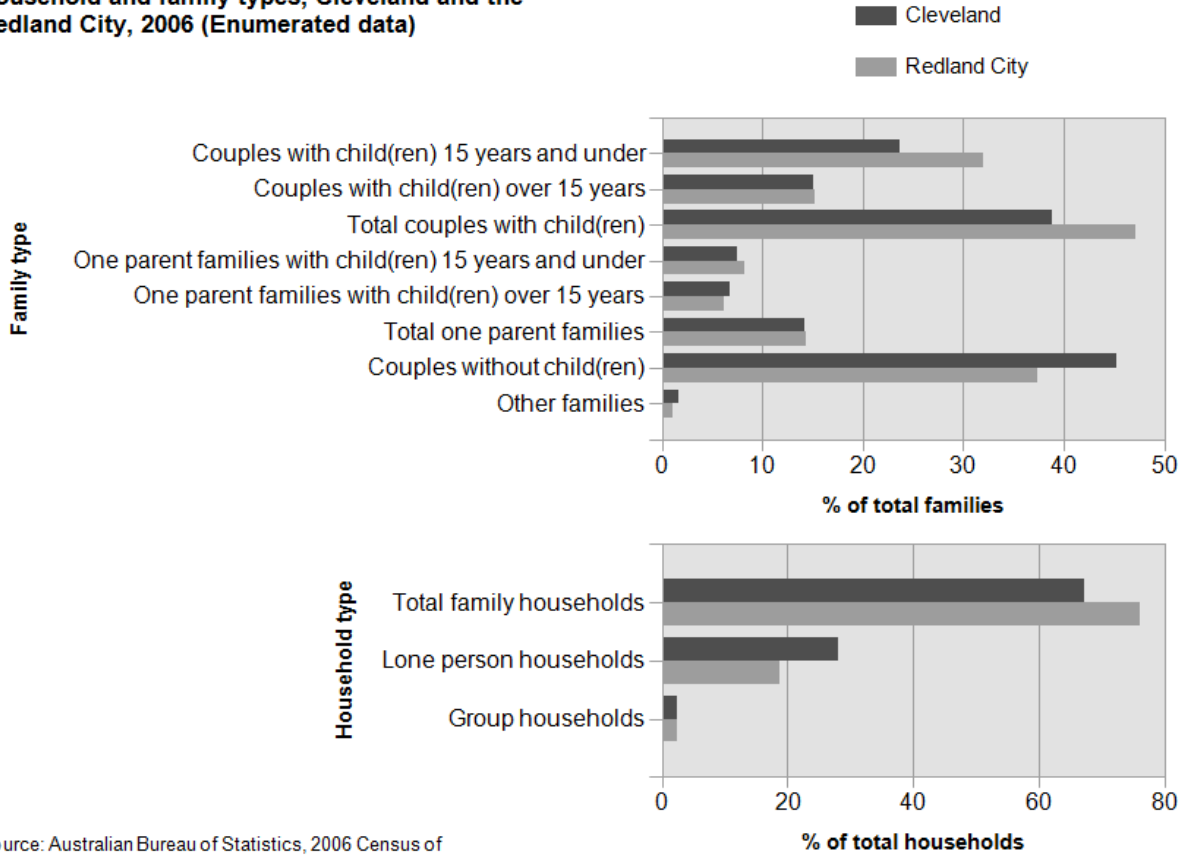 edland City, 2006 (Enumerated data)
Cleveland
Redland City
Family type
Couples with child(ren) 15 years and under
Couples with child(ren) over 15 years
Total couples with child(ren)
One parent families with child(ren) 15 years and under
One parent families with child(ren) over 15 years
Total one parent families
Couples without child(ren)
Other families
0 10 20 30 40 50
% of total families
Household type
Total family households
Lone person households
Group households
0 20 40 60 80
% of total households
urce: Australian Bureau of Statistics, 2006 Census of